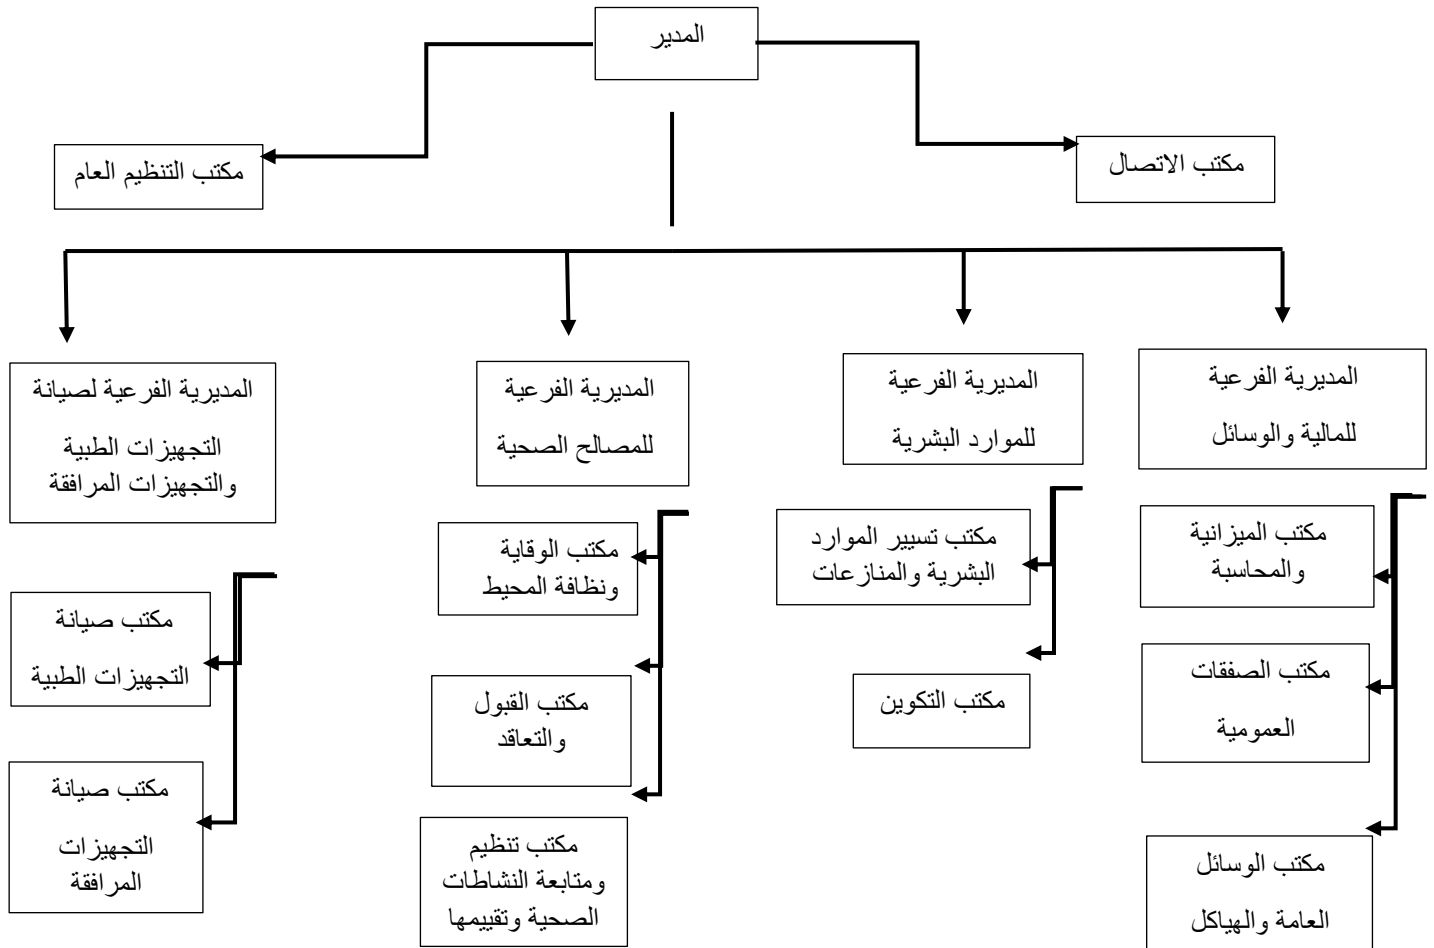 المدير
مكتب الاتصال
مكتب التنظيم العام
المديرية الفرعية
للمالية والوسائل
المديرية الفرعية
للموارد البشرية
المديرية الفرعية
للمصالح الصحية
المديرية الفرعية لصيانة
التجهيزات الطبية
والتجهيزات المرافقة
مكتب الميزانية
والمحاسبة
مكتب الصفقات
العمومية
مكتب الوسائل
العامة والهياكل
مكتب تسيير الموارد
البشرية والمنازعات
مكتب التكوين
مكتب الوقاية
ونظافة المحيط
مكتب القبول
والتعاقد
مكتب تنظيم
ومتابعة النشاطات
الصحية وتقييمها
مكتب صيانة
التجهيزات الطبية
مكتب صيانة
التجهيزات
المرافقة